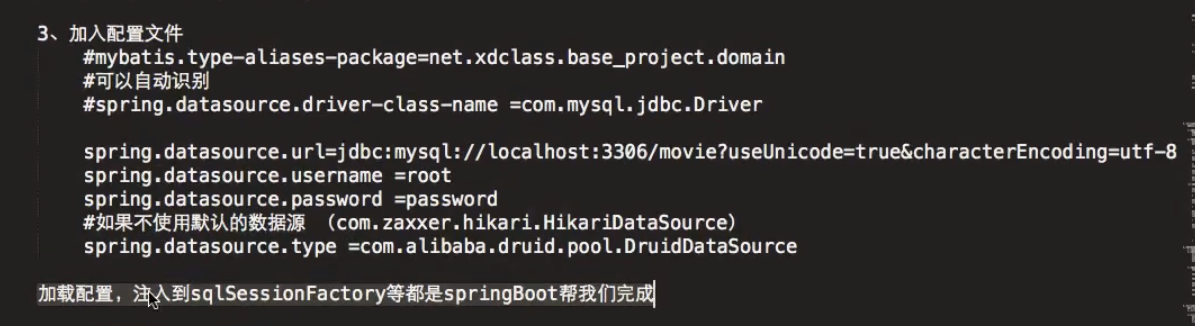 3、加入配置文件
#mybatis.type-aliases-package=net.xdclass.base_project.domain
#可以自动识别
#spring.datasource.driver-class-name =com.mysql.jdbc.Driver
spring.datasource.url=jdbc:mysql://localhost:3306/movie?useUnicode=true&characterEncoding=utf-8
spring.datasource.username =root
spring.datasource.password =password
#如果不使用默认的数据源 （com.zaxxer.hikari.HikariDataSource）
spring.datasource.type =com.alibaba.druid.pool.DruidDataSource
加载配置，注入到sqlSessionFactory等都是springBoot帮我们完成